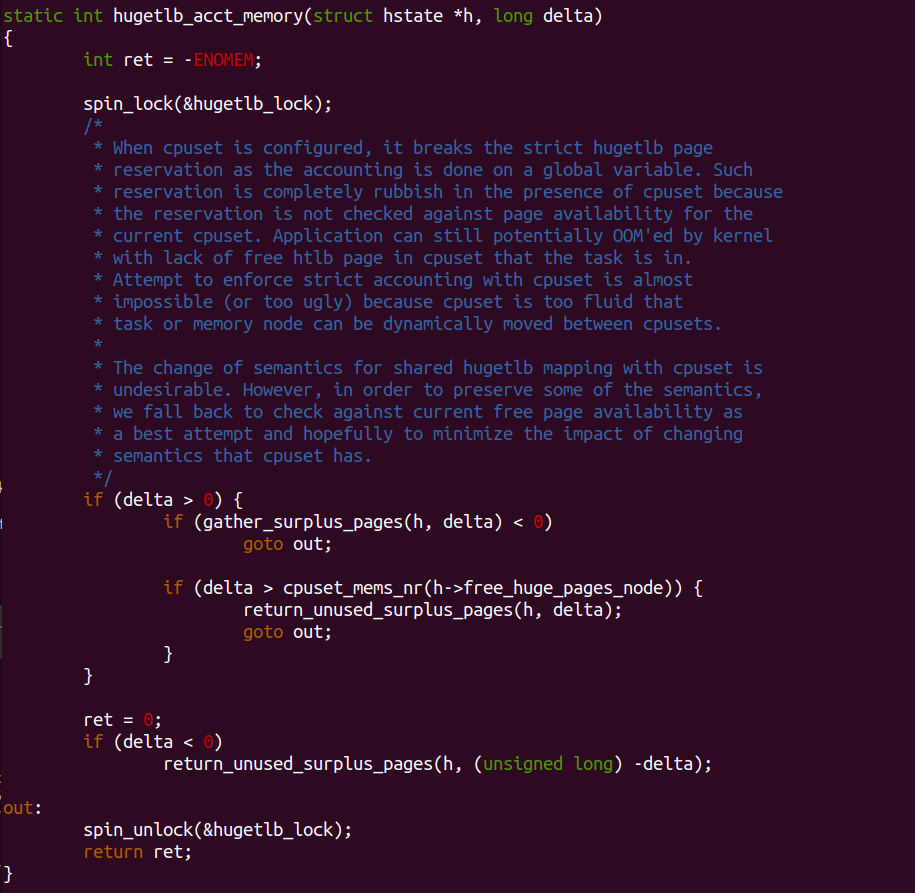 static int hugetlb_acct_memory(struct hstate *h, long delta)
{
        int ret = -ENOMEM;

        spin_lock(&hugetlb_lock);
        /*
         * When cpuset is configured, it breaks the strict hugetlb page
         * reservation as the accounting is done on a global variable. Such
         * reservation is completely rubbish in the presence of cpuset because
         * the reservation is not checked against page availability for the
         * current cpuset. Application can still potentially OOM'ed by kernel
         * with lack of free htlb page in cpuset that the task is in.
         * Attempt to enforce strict accounting with cpuset is almost
         * impossible (or too ugly) because cpuset is too fluid that
         * task or memory node can be dynamically moved between cpusets.
         *
         * The change of semantics for shared hugetlb mapping with cpuset is
         * undesirable. However, in order to preserve some of the semantics,
         * we fall back to check against current free page availability as
         * a best attempt and hopefully to minimize the impact of changing
         * semantics that cpuset has.
         */
        if (delta > 0) {
                if (gather_surplus_pages(h, delta) < 0)
                        goto out;

                if (delta > cpuset_mems_nr(h->free_huge_pages_node)) {
                        return_unused_surplus_pages(h, delta);
                        goto out;
                }
        }

        ret = 0;
        if (delta < 0)
                return_unused_surplus_pages(h, (unsigned long) -delta);

out:
        spin_unlock(&hugetlb_lock);
        return ret;
}